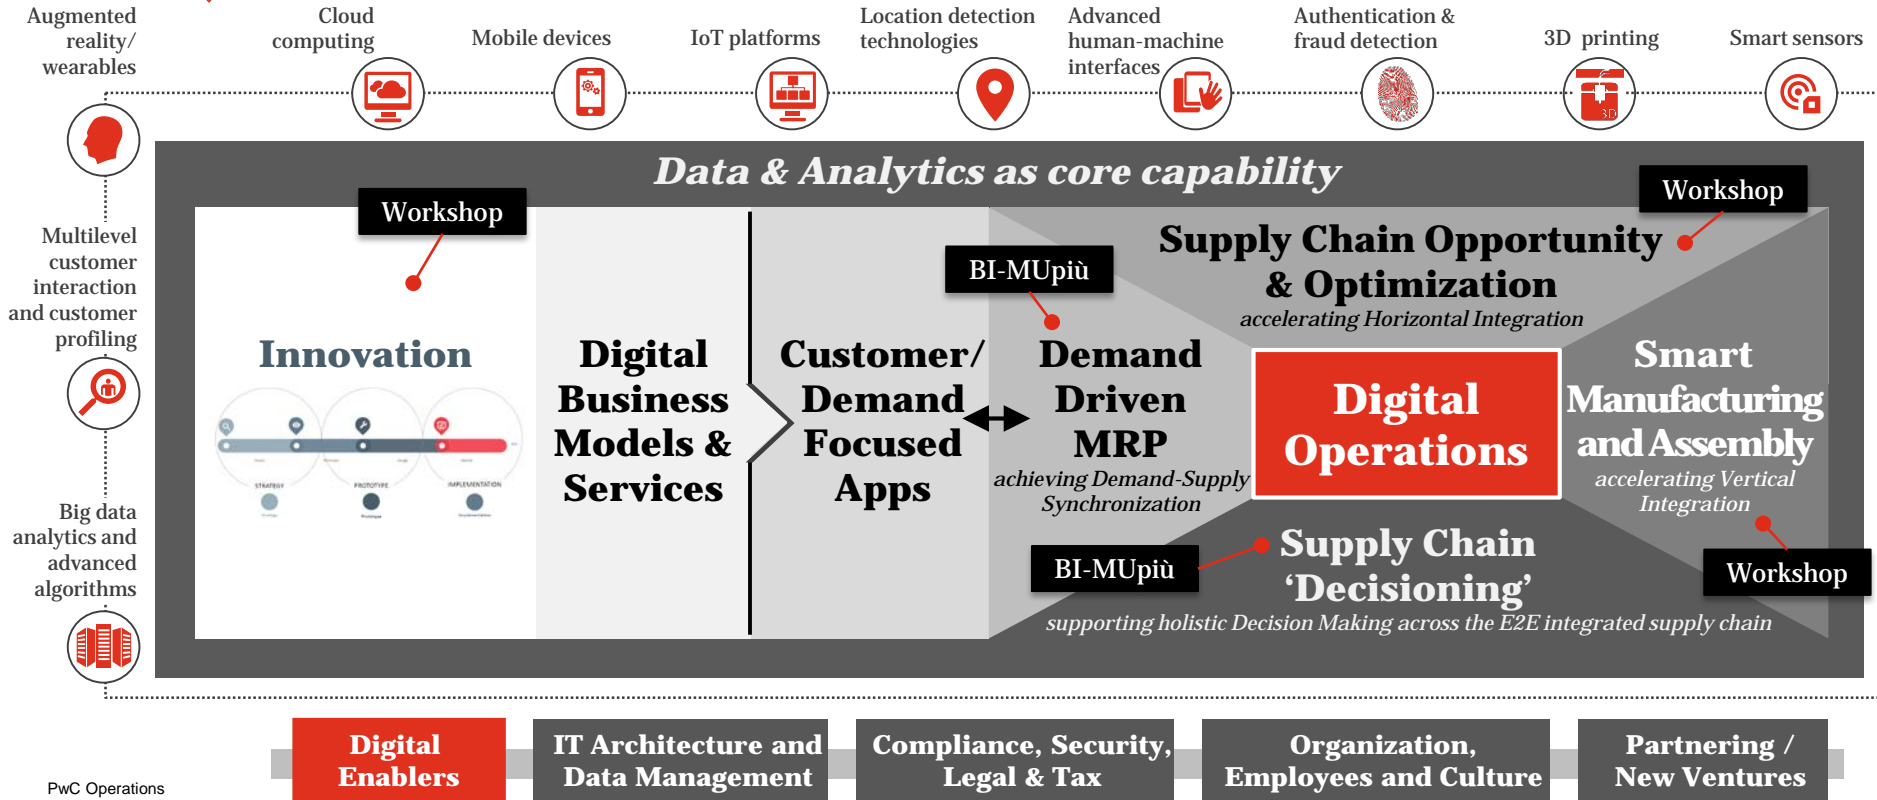 Augmented
reality/
wearables
Cloud
computing
Mobile devices
IoT platforms
Location detection
technologies
Advanced
human-machine
interfaces
Authentication &
fraud detection
3D printing
Smart sensors
3D
Multilevel
customer
interaction
and customer
profiling
Big data
analytics and
advanced
algorithms
Data & Analytics as core capability
Workshop
Innovation
STRATEGY
PROTOTYPE
IMPLEMENTATION
Digital
Business
Models &
Services
Customer/
Demand
Focused
Apps
BI-MUpiù
Demand
Driven
MRP
achieving Demand-Supply
Synchronization
Workshop
Supply Chain Opportunity
& Optimization
accelerating Horizontal Integration
Digital
Operations
Smart
Manufacturing
and Assembly
accelerating Vertical
Integration
Workshop
BI-MUpiù
Supply Chain
‘Decisioning’
supporting holistic Decision Making across the E2E integrated supply chain
Digital
Enablers
IT Architecture and
Data Management
Compliance, Security,
Legal & Tax
Organization,
Employees and Culture
Partnering /
New Ventures
PwC Operations